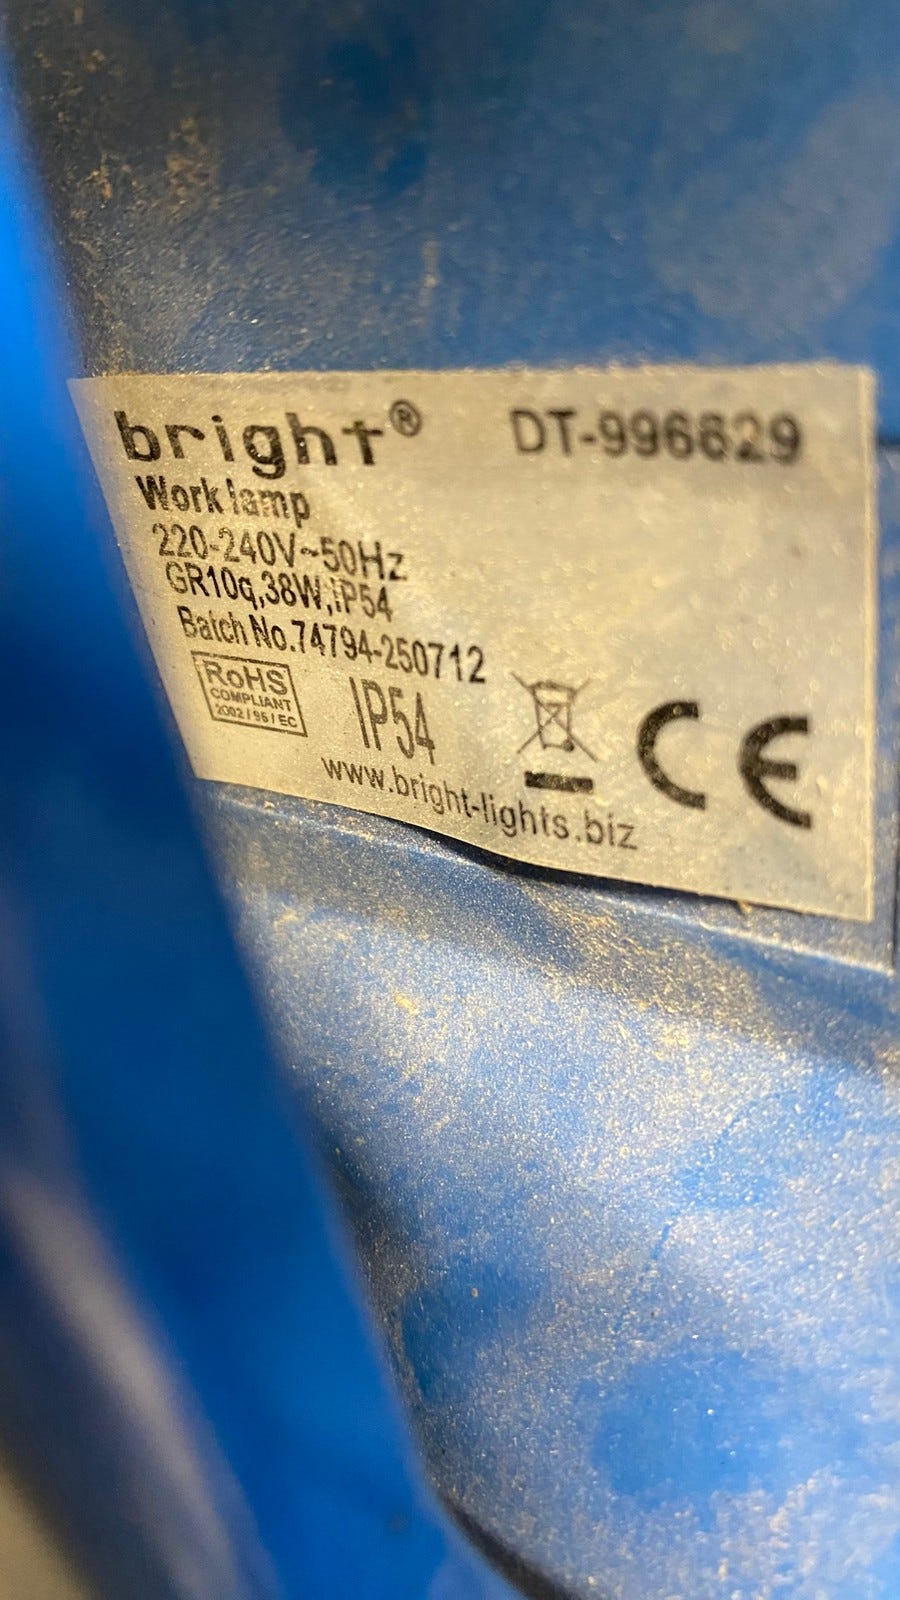 bright® DT-996629
Work lamp
220-240V~50Hz
GR10q,38W,IP54
Batch No.74794-250712
RoHS
COMPLIANT
2002/95/EC
IP54
CE
www.bright-lights.biz